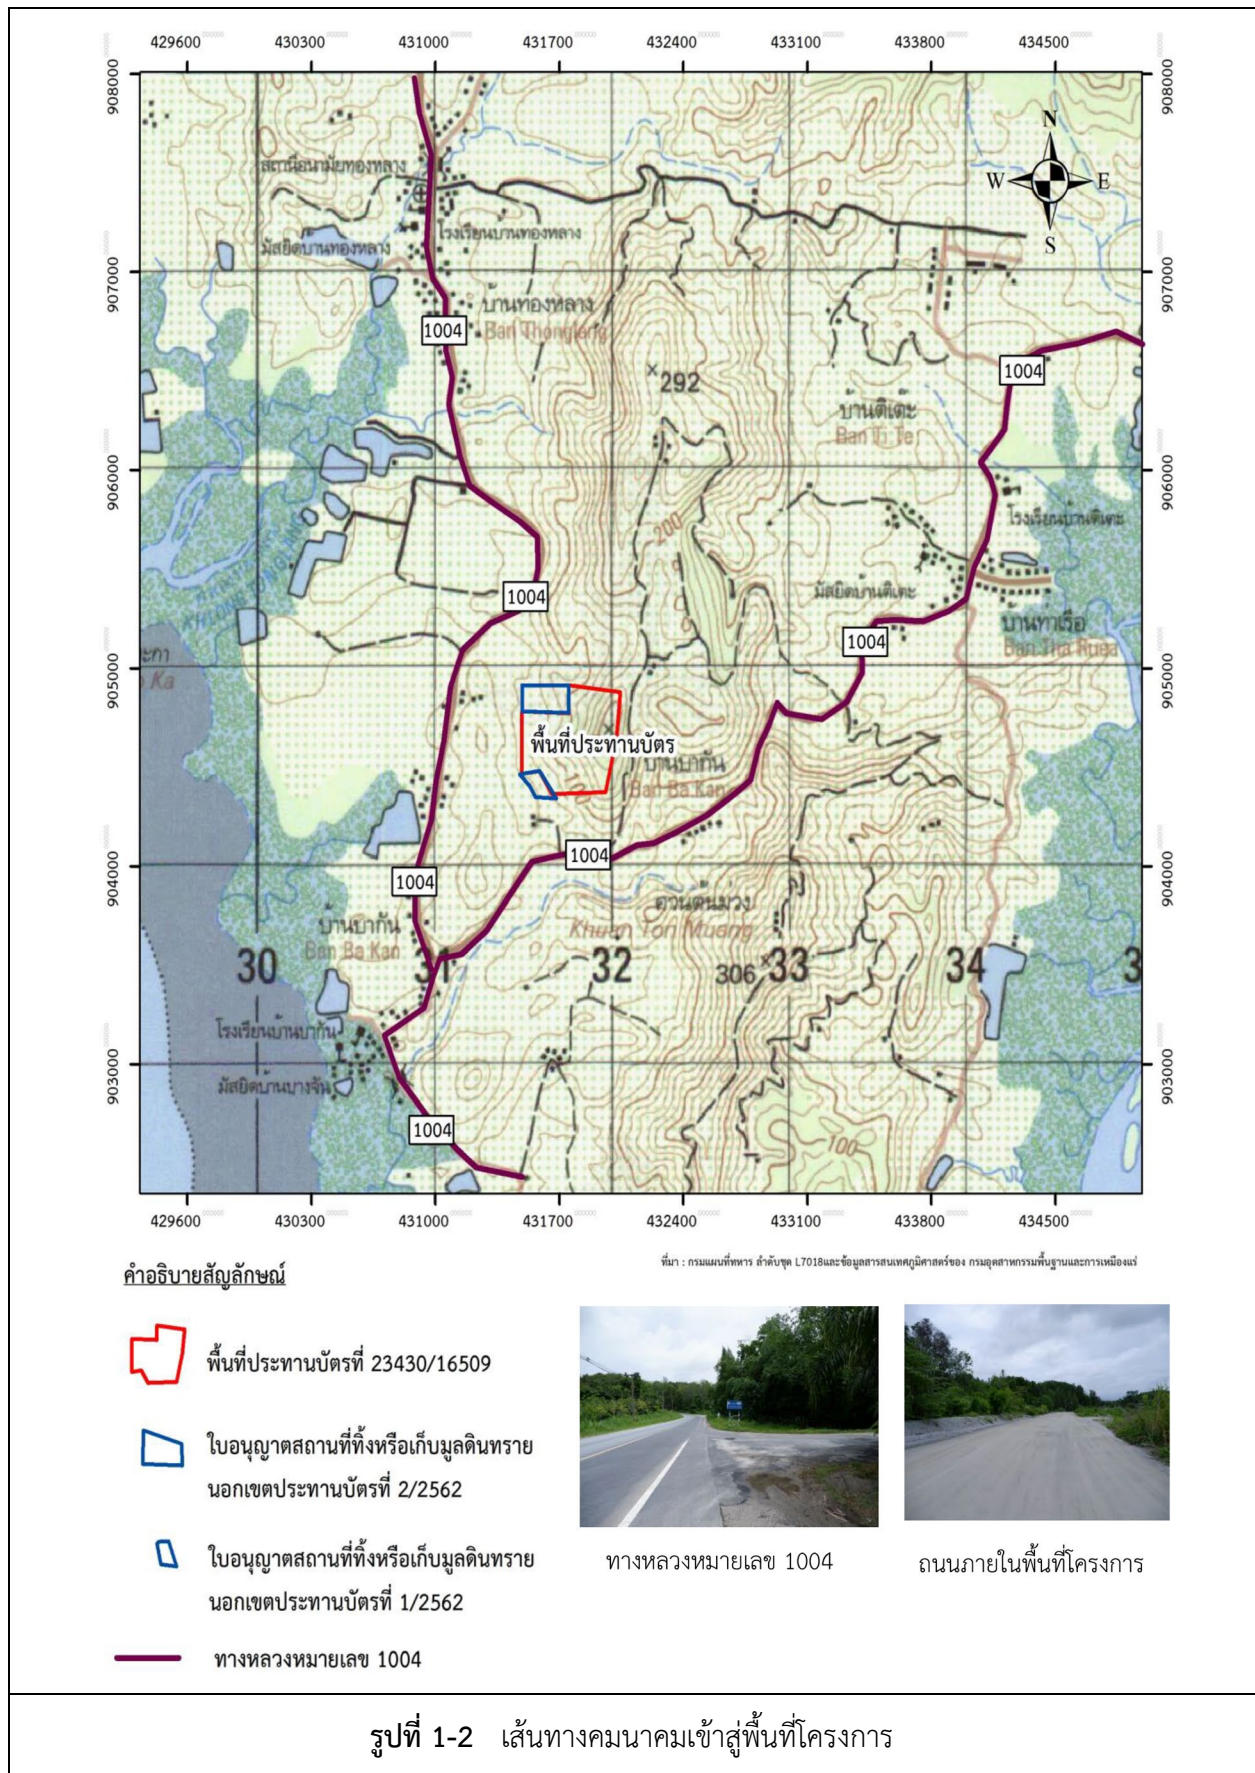 429600 430300 431000 431700 432400 433100 433800 434500
908000 908000
N
W E
S
สถานีอนามัยทองหลาง
โรงเรียนบ้านทองหลาง
มัสยิดบ้านทองหลาง
907000 907000
บ้านทองหลาง
Ban Thonglang
1004
1004
292
บ้านติเต๊ะ
Ban Ti Te
906000 906000
200
โรงเรียนบ้านติเตะ
1004
มัสยิดบ้านติเตะ
บ้านท่าเรือ
Ban Tha Ruea
1004
905000 905000
พื้นที่ประทานบัตร
บ้านบากัน
Ban Ba Kan
1004
904000 904000
1004
ควนต้นม่วง
Khuan Ton Muang
บ้านบากัน
Ban Ba Kan
30 31 32 306 33 34 3
โรงเรียนบ้านบากัน
903000 903000
มัสยิดบ้านบางจัน
1004
100
429600 430300 431000 431700 432400 433100 433800 434500
ที่มา : กรมแผนที่ทหาร ลำดับชุด L7018และข้อมูลสารสนเทศภูมิศาสตร์ของ กรมอุตสาหกรรมพื้นฐานและการเหมืองแร่
คำอธิบายสัญลักษณ์
พื้นที่ประทานบัตรที่ 23430/16509
ใบอนุญาตสถานที่ทิ้งหรือเก็บมูลดินทราย
นอกเขตประทานบัตรที่ 2/2562
ใบอนุญาตสถานที่ทิ้งหรือเก็บมูลดินทราย
นอกเขตประทานบัตรที่ 1/2562
ทางหลวงหมายเลข 1004
ทางหลวงหมายเลข 1004
ถนนภายในพื้นที่โครงการ
รูปที่ 1-2 เส้นทางคมนาคมเข้าสู่พื้นที่โครงการ